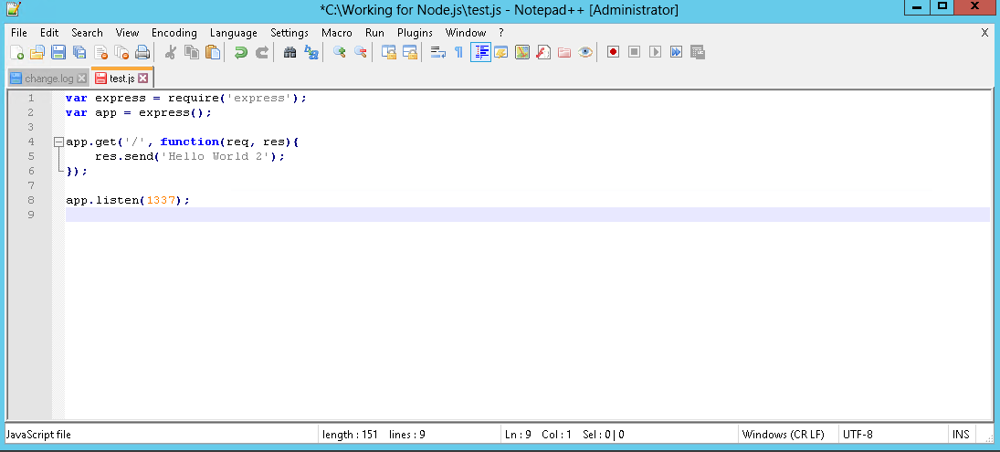 *C:\Working for Node.js\test.js - Notepad++ [Administrator]
File Edit Search View Encoding Language Settings Macro Run Plugins Window ? X
change.log test.js
1 var express = require('express');
2 var app = express();
3
4 app.get('/', function(req, res){
5     res.send('Hello World 2');
6 });
7
8 app.listen(1337);
9
JavaScript file length : 151 lines : 9 Ln : 9 Col : 1 Sel : 0 | 0 Windows (CR LF) UTF-8 INS